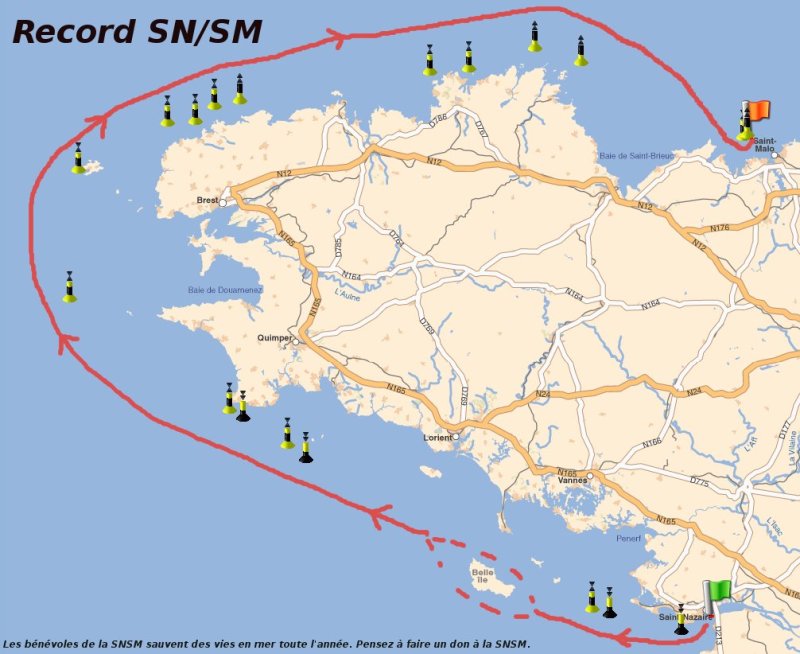 Record SN/SM
D786
D767
Saint-
Malo
Baie de Saint-Brieuc
N12
N12
Brest
N12
N176
N12
N165
D785
D764
N164
L'Aulne
Baie de Douarnenez
N165
N164
N164
D769
Quimper
N165
D769
N24
N24
D177
La Vilaine
L'Aff
Lorient
N166
N165
Vannes
D775
N165
L'Isac
Penerf
Belle
Ile
N165
Saint-Nazaire
D213
Les bénévoles de la SNSM sauvent des vies en mer toute l'année. Pensez à faire un don à la SNSM.